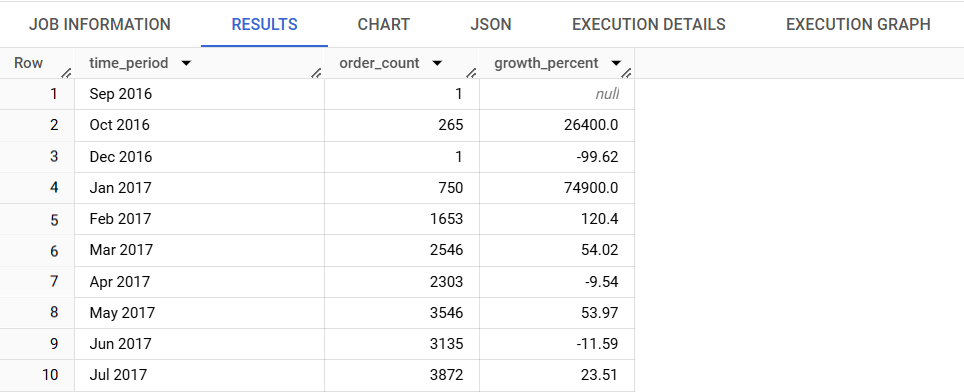 JOB INFORMATION RESULTS CHART JSON EXECUTION DETAILS EXECUTION GRAPH
Row time_period order_count growth_percent
1 Sep 2016 1 null
2 Oct 2016 265 26400.0
3 Dec 2016 1 -99.62
4 Jan 2017 750 74900.0
5 Feb 2017 1653 120.4
6 Mar 2017 2546 54.02
7 Apr 2017 2303 -9.54
8 May 2017 3546 53.97
9 Jun 2017 3135 -11.59
10 Jul 2017 3872 23.51